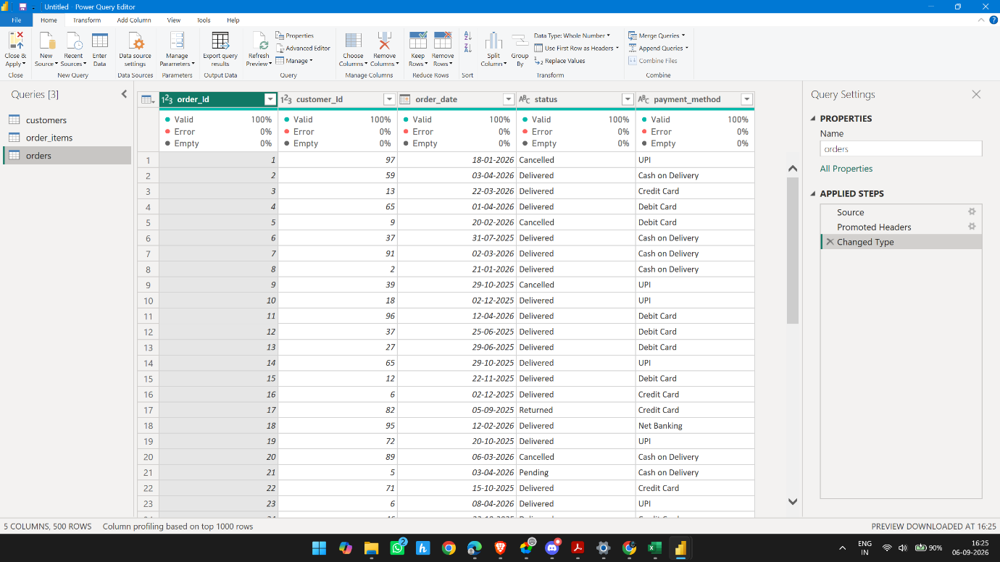 Untitled - Power Query Editor
File Home Transform Add Column View Tools Help
Close & Apply
Close
New Source
Recent Sources
Enter Data
New Query
Data source settings
Data Sources
Manage Parameters
Parameters
Export query results
Output Data
Refresh Preview
Properties
Advanced Editor
Manage
Query
Choose Columns
Remove Columns
Manage Columns
Keep Rows
Remove Rows
Reduce Rows
Sort
Split Column
Group By
Data Type: Whole Number
Use First Row as Headers
Replace Values
Transform
Merge Queries
Append Queries
Combine Files
Combine
Queries [3]
customers
order_items
orders
order_id customer_id order_date status payment_method
Valid 100% Valid 100% Valid 100% Valid 100% Valid 100%
Error 0% Error 0% Error 0% Error 0% Error 0%
Empty 0% Empty 0% Empty 0% Empty 0% Empty 0%
1 1 97 18-01-2026 Cancelled UPI
2 2 59 03-04-2026 Delivered Cash on Delivery
3 3 13 22-03-2026 Delivered Credit Card
4 4 65 01-04-2026 Delivered Debit Card
5 5 9 20-02-2026 Cancelled Debit Card
6 6 37 31-07-2025 Delivered Cash on Delivery
7 7 91 02-03-2026 Delivered Cash on Delivery
8 8 2 21-01-2026 Delivered Cash on Delivery
9 9 39 29-10-2025 Cancelled UPI
10 10 18 02-12-2025 Delivered UPI
11 11 96 12-04-2026 Delivered Debit Card
12 12 37 25-06-2025 Delivered Debit Card
13 13 27 29-06-2025 Delivered Debit Card
14 14 65 29-10-2025 Delivered UPI
15 15 12 22-11-2025 Delivered Debit Card
16 16 6 02-12-2025 Delivered Credit Card
17 17 82 05-09-2025 Returned Credit Card
18 18 95 12-02-2026 Delivered Net Banking
19 19 72 20-10-2025 Delivered UPI
20 20 89 06-03-2026 Cancelled Cash on Delivery
21 21 5 03-04-2026 Pending Cash on Delivery
22 22 71 15-10-2025 Delivered Credit Card
23 23 6 08-04-2026 Delivered UPI
Query Settings
PROPERTIES
Name
orders
All Properties
APPLIED STEPS
Source
Promoted Headers
Changed Type
5 COLUMNS, 500 ROWS Column profiling based on top 1000 rows
PREVIEW DOWNLOADED AT 16:25
2
ENG
IN
90%
16:25
06-09-2026